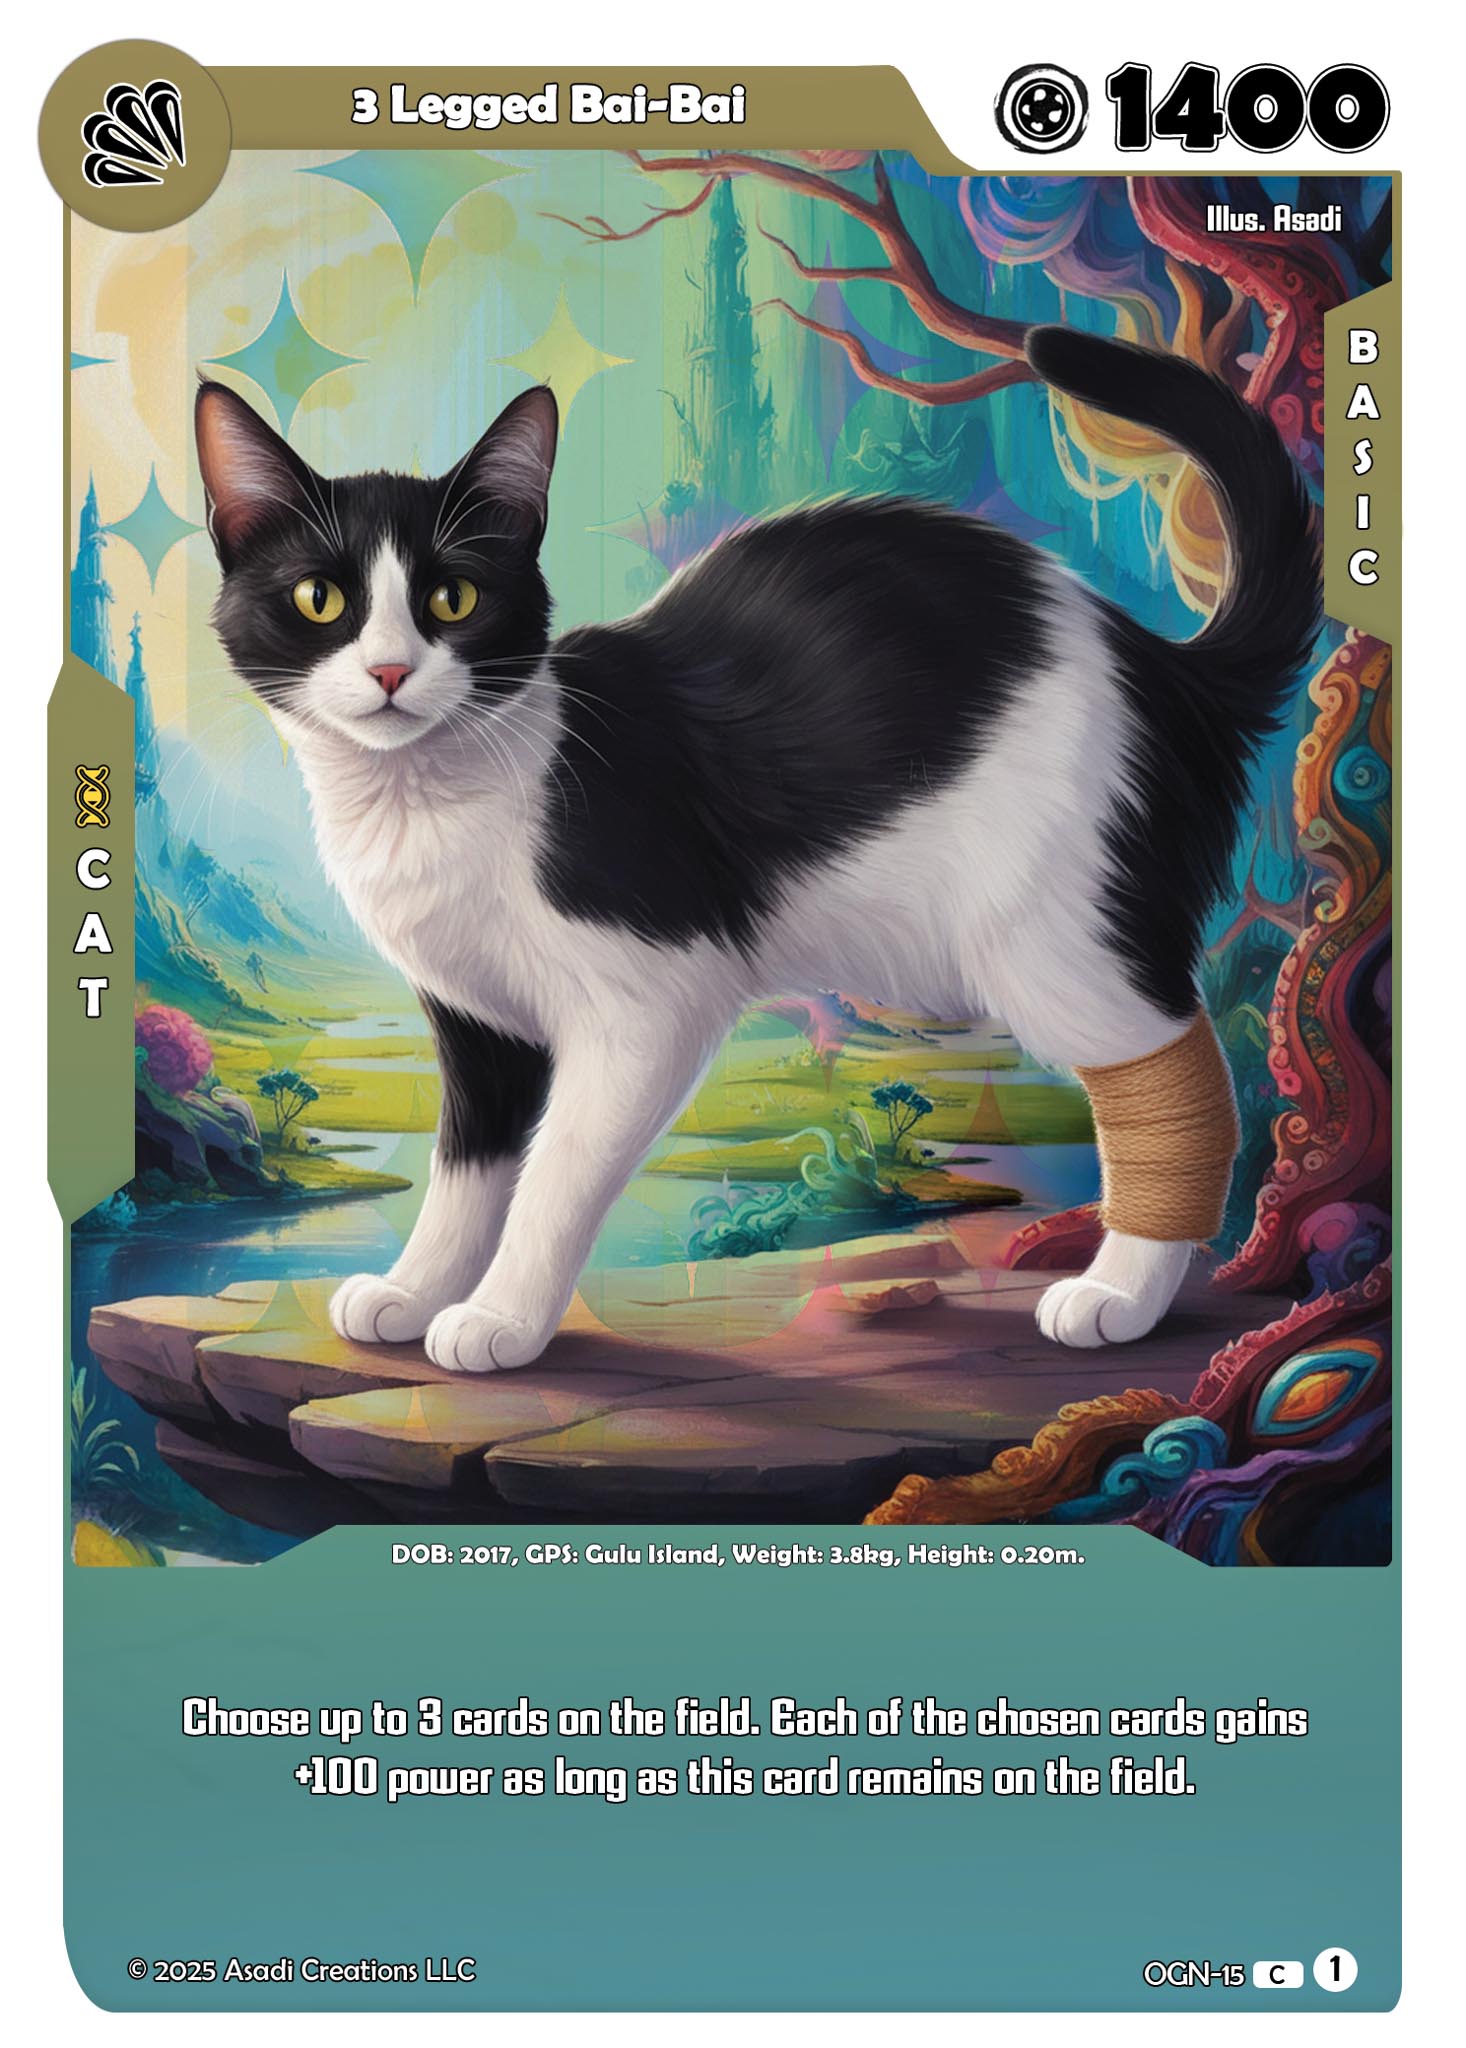 3 Legged Bai-Bai
1400
Illus. Asadi
BASIC
CAT
DOB: 2017, GPS: Gulu Island, Weight: 3.8kg, Height: 0.20m.
Choose up to 3 cards on the field. Each of the chosen cards gains
+100 power as long as this card remains on the field.
© 2025 Asadi Creations LLC
OGN-15 C 1